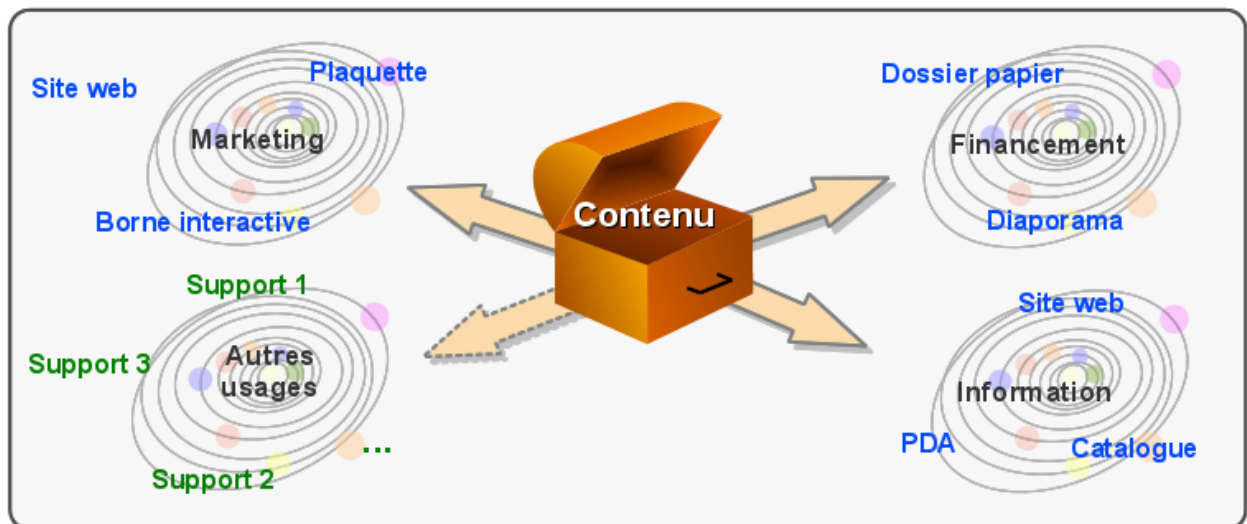 Site web
Plaquette
Marketing
Borne interactive
Dossier papier
Financement
Diaporama
Contenu
Support 1
Support 3
Autres
usages
...
Support 2
Site web
Information
PDA
Catalogue